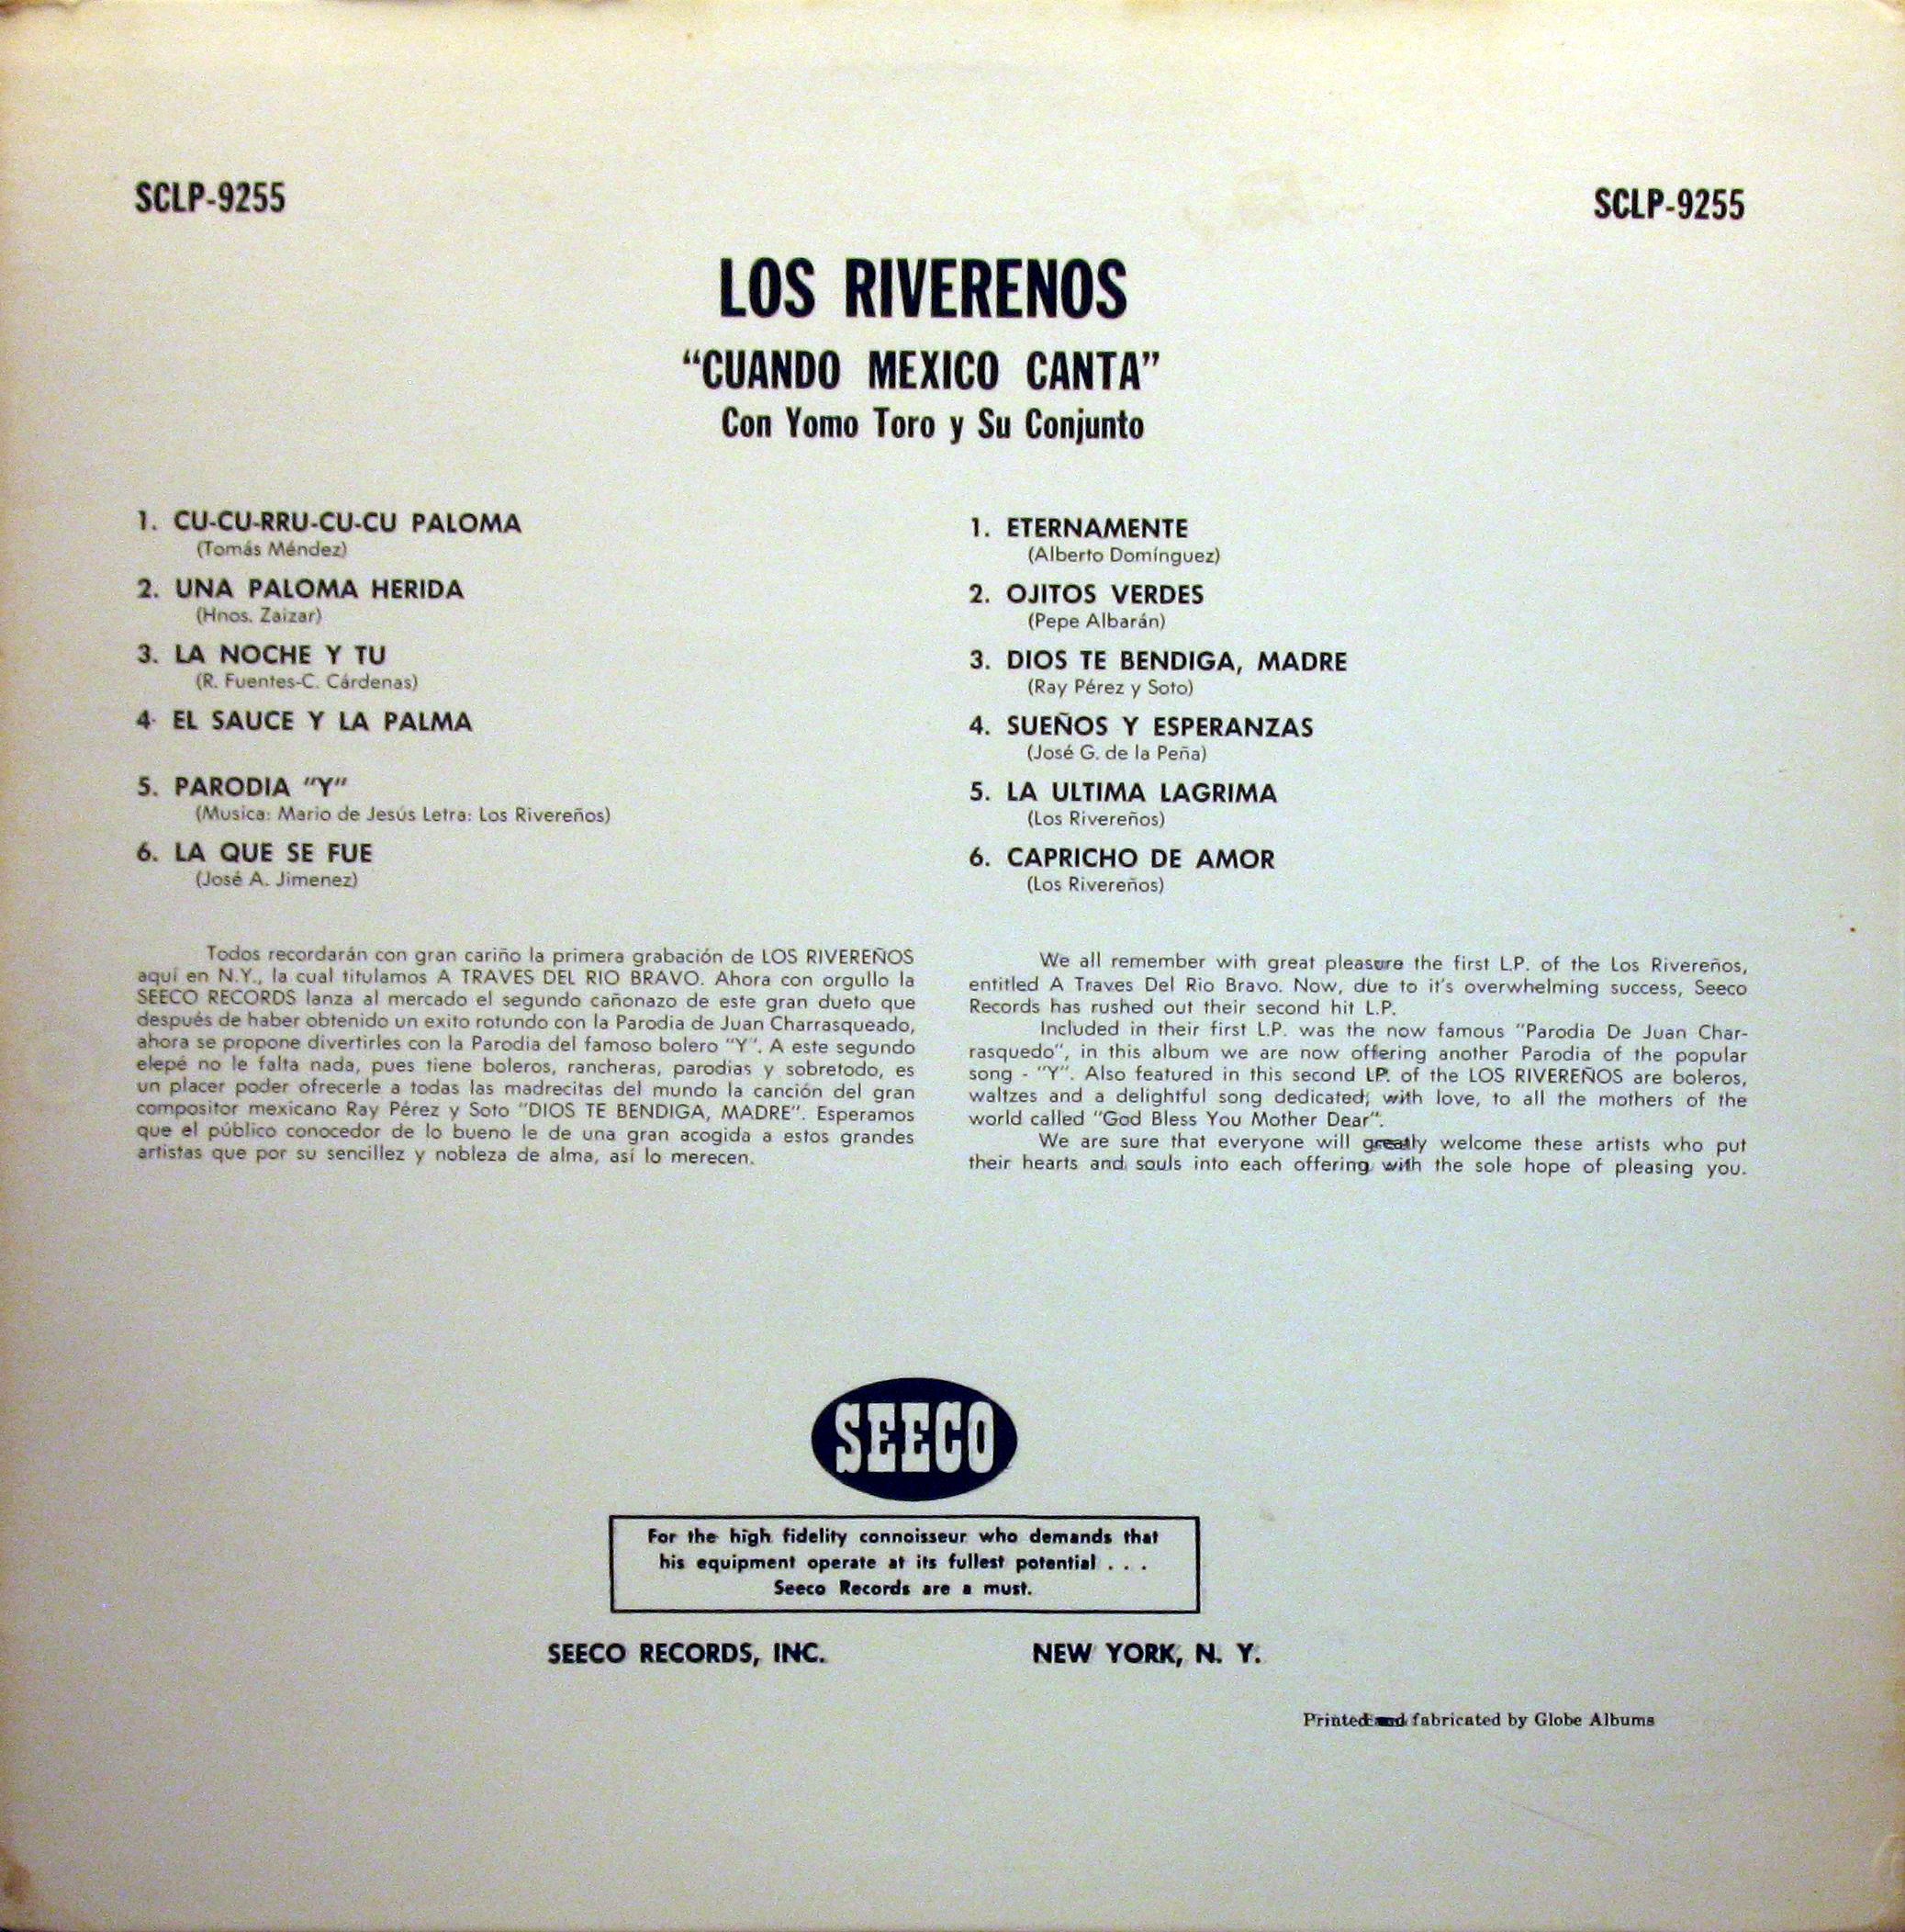 SCLP-9255
SCLP-9255
LOS RIVERENOS
"CUANDO MEXICO CANTA"
Con Yomo Toro y Su Conjunto
1. CU-CU-RRU-CU-CU PALOMA
(Tomás Méndez)
2. UNA PALOMA HERIDA
(Hnos. Zaizar)
3. LA NOCHE Y TU
(R. Fuentes-C. Cárdenas)
4. EL SAUCE Y LA PALMA
5. PARODIA "Y"
(Musica: Mario de Jesús Letra: Los Rivereños)
6. LA QUE SE FUE
(José A. Jimenez)
1. ETERNAMENTE
(Alberto Domínguez)
2. OJITOS VERDES
(Pepe Albarán)
3. DIOS TE BENDIGA, MADRE
(Ray Pérez y Soto)
4. SUEÑOS Y ESPERANZAS
(José G. de la Peña)
5. LA ULTIMA LAGRIMA
(Los Rivereños)
6. CAPRICHO DE AMOR
(Los Rivereños)
Todos recordarán con gran cariño la primera grabación de LOS RIVEREÑOS
aquí en N.Y., la cual titulamos A TRAVES DEL RIO BRAVO. Ahora con orgullo la
SEECO RECORDS lanza al mercado el segundo cañonazo de este gran dueto que
después de haber obtenido un exito rotundo con la Parodia de Juan Charrasqueado,
ahora se propone divertirles con la Parodia del famoso bolero "Y". A este segundo
elepé no le falta nada, pues tiene boleros, rancheras, parodias y sobretodo, es
un placer poder ofrecerle a todas las madrecitas del mundo la canción del gran
compositor mexicano Ray Pérez y Soto "DIOS TE BENDIGA, MADRE". Esperamos
que el público conocedor de lo bueno le de una gran acogida a estos grandes
artistas que por su sencillez y nobleza de alma, así lo merecen.
We all remember with great pleasure the first L.P. of the Los Rivereños,
entitled A Traves Del Rio Bravo. Now, due to it's overwhelming success, Seeco
Records has rushed out their second hit L.P.
Included in their first L.P. was the now famous "Parodia De Juan Char-
rasquedo", in this album we are now offering another Parodia of the popular
song - "Y". Also featured in this second LP. of the LOS RIVEREÑOS are boleros,
waltzes and a delightful song dedicated, with love, to all the mothers of the
world called "God Bless You Mother Dear".
We are sure that everyone will greatly welcome these artists who put
their hearts and souls into each offering with the sole hope of pleasing you.
SEECO
For the high fidelity connoisseur who demands that
his equipment operate at its fullest potential . . .
Seeco Records are a must.
SEECO RECORDS, INC. NEW YORK, N. Y.
Printed and fabricated by Globe Albums